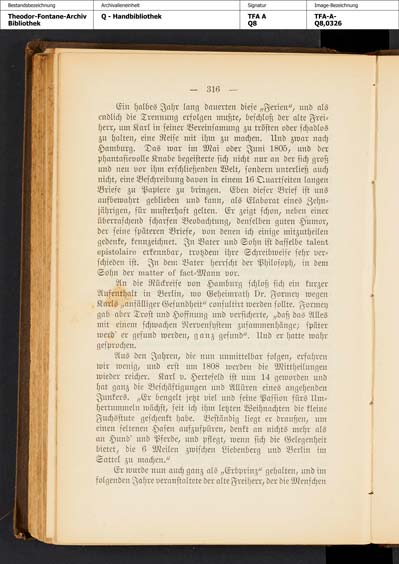 Bestandsbezeichnung
Archivalieneinheit
Signatur
Image-Bezeichnung
Theodor-Fontane-Archiv
Bibliothek
Q - Handbibliothek
TFA A
Q8
TFA-A-
Q8,0326
— 316 —
Ein halbes Jahr lang dauerten diese „Ferien“, und als
endlich die Trennung erfolgen mußte, beschloß der alte Frei-
herr, um Karl in seiner Vereinsamung zu trösten oder schadlos
zu halten, eine Reise mit ihm zu machen. Und zwar nach
Hamburg. Das war im Mai oder Juni 1805, und der
phantasievolle Knabe begeisterte sich nicht nur an der sich groß
und neu vor ihm erschließenden Welt, sondern unterließ auch
nicht, eine Beschreibung davon in einem 16 Quartseiten langen
Briefe zu Papiere zu bringen. Eben dieser Brief ist uns
aufbewahrt geblieben und kann, als Elaborat eines Zehn-
jährigen, für musterhaft gelten. Er zeigt schon, neben einer
überraschend scharfen Beobachtung, denselben guten Humor,
der seine späteren Briefe, von denen ich einige mitzutheilen
gedenke, kennzeichnet. In Vater und Sohn ist dasselbe talent
epistolaire erkennbar, trotzdem ihre Schreibweise sehr ver-
schieden ist. In dem Vater herrscht der Philosoph, in dem
Sohn der matter of fact-Mann vor.
An die Rückreise von Hamburg schloß sich ein kurzer
Aufenthalt in Berlin, wo Geheimrath Dr. Formey wegen
Karls „anfälliger Gesundheit“ consultirt werden sollte. Formey
gab aber Trost und Hoffnung und versicherte, „daß das Alles
mit einem schwachen Nervensystem zusammenhänge; später
werd' er gesund werden, ganz gesund“. Und er hatte wahr
gesprochen.
Aus den Jahren, die nun unmittelbar folgen, erfahren
wir wenig, und erst um 1808 werden die Mittheilungen
wieder reicher. Karl v. Hertefeld ist nun 14 geworden und
hat ganz die Beschäftigungen und Allüren eines angehenden
Junkers. „Er bengelt jetzt viel und seine Passion fürs Um-
hertummeln wächst, seit ich ihm letzten Weihnachten die kleine
Fuchsstute geschenkt habe. Beständig liegt er draußen, um
einen seltenen Hasen aufzuspüren, denkt an nichts mehr als
an Hund' und Pferde, und pflegt, wenn sich die Gelegenheit
bietet, die 6 Meilen zwischen Liebenberg und Berlin im
Sattel zu machen.“
Er wurde nun auch ganz als „Erbprinz“ gehalten, und im
folgenden Jahre veranstaltete der alte Freiherr, der die Menschen